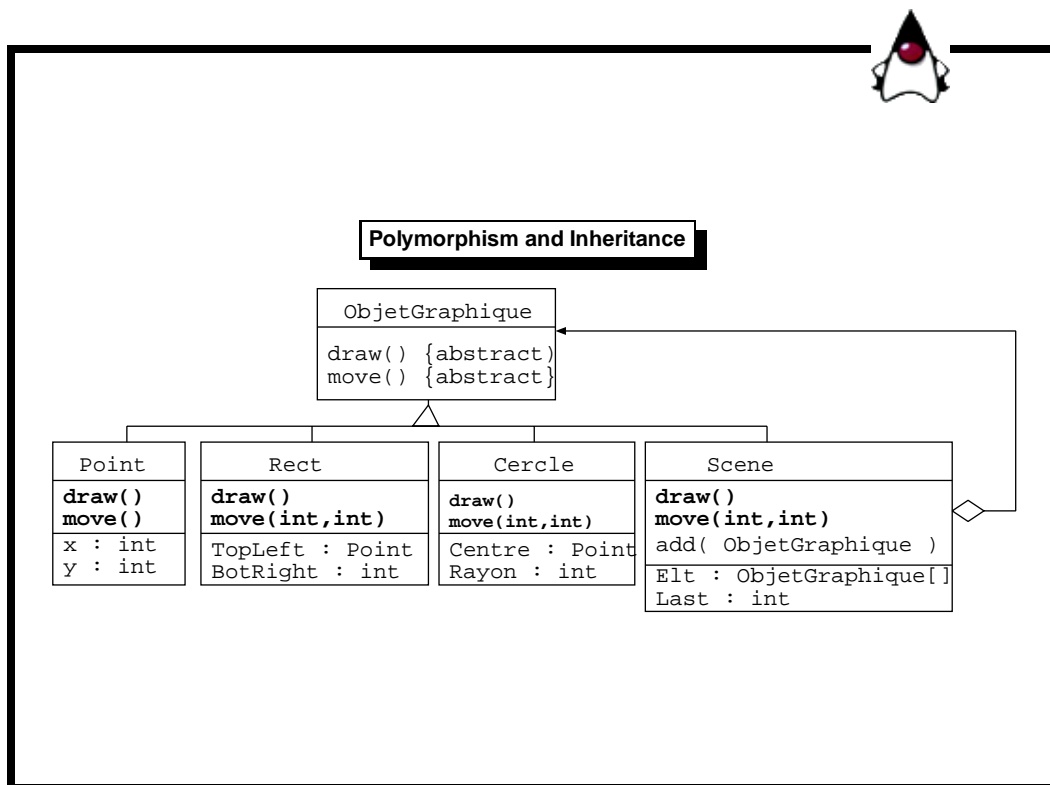 Polymorphism and Inheritance
ObjetGraphique
draw() {abstract)
move() {abstract}
Point
draw()
move()
x : int
y : int
Rect
draw()
move(int,int)
TopLeft : Point
BotRight : int
Cercle
draw()
move(int,int)
Centre : Point
Rayon : int
Scene
draw()
move(int,int)
add( ObjetGraphique )
Elt : ObjetGraphique[]
Last : int